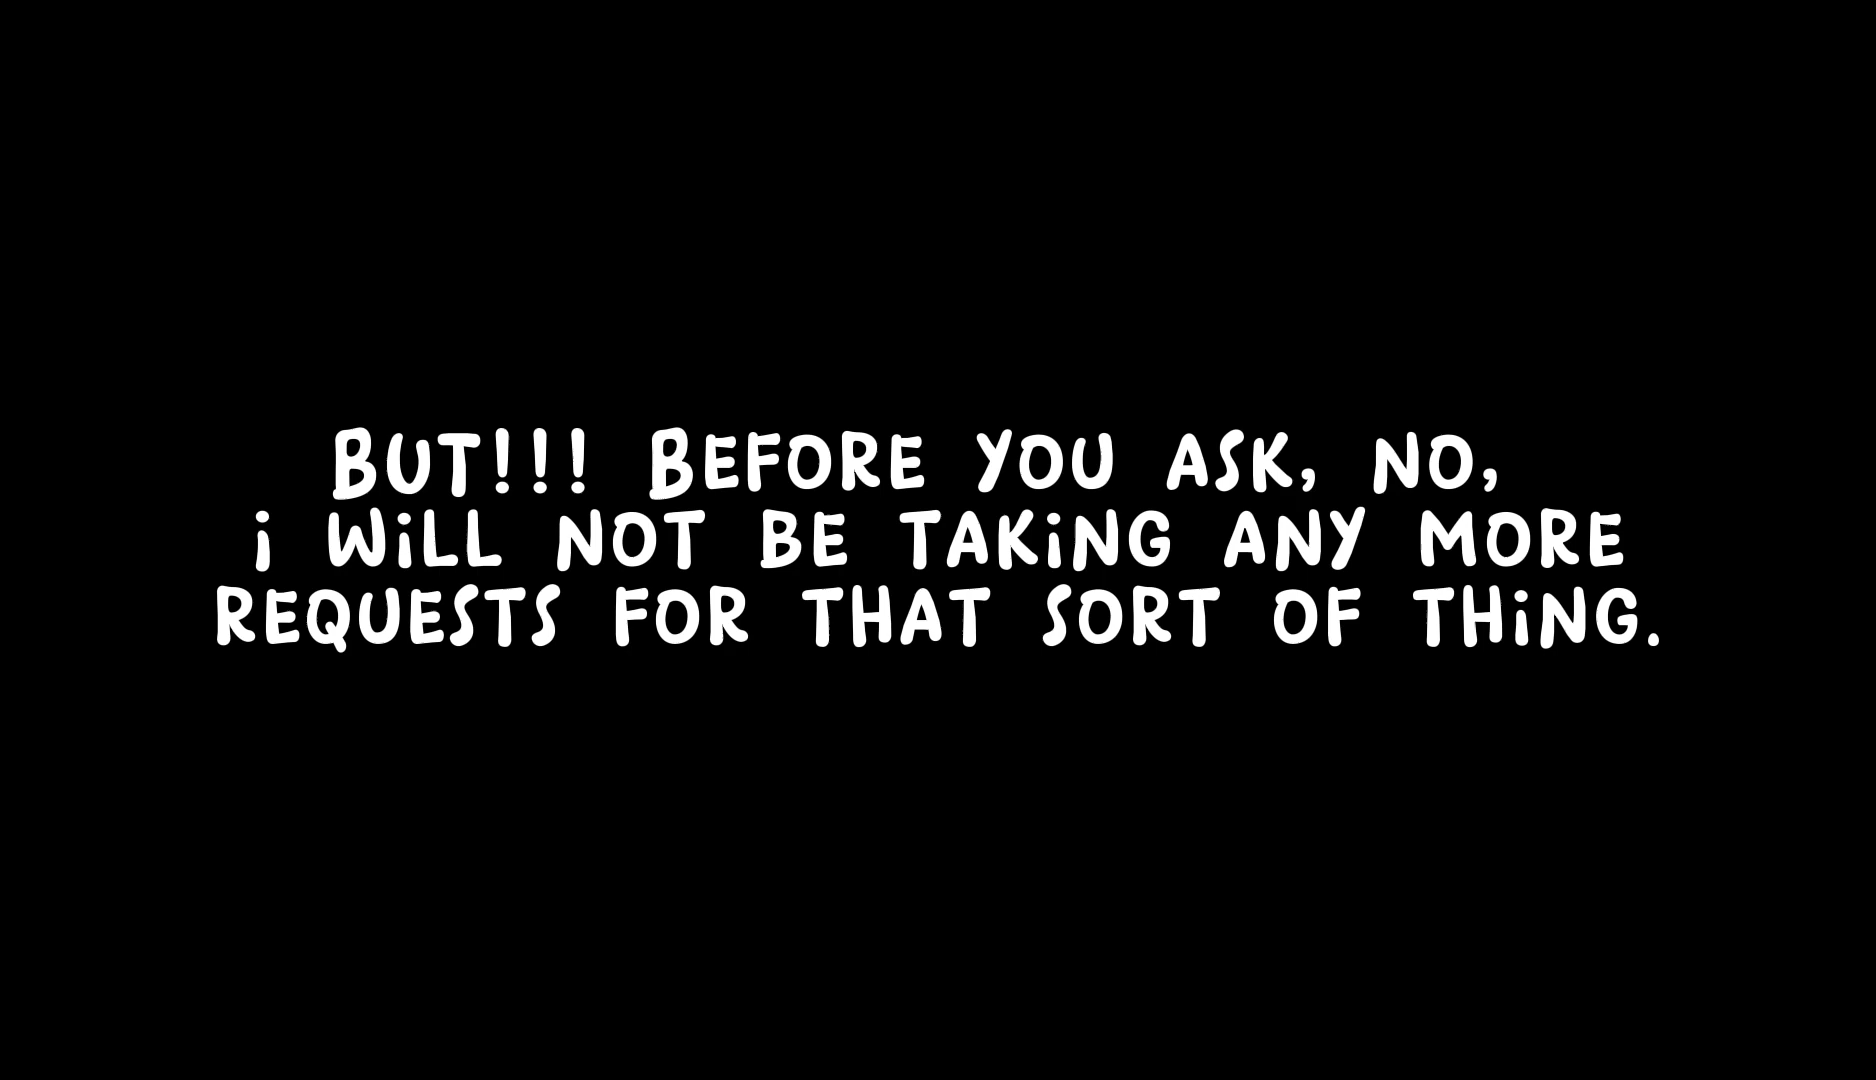 BUT!!! BEFORE YOU ASK, NO,
i WiLL NOT BE TAKiNG ANY MORE
REQUESTS FOR THAT SORT OF THiNG.